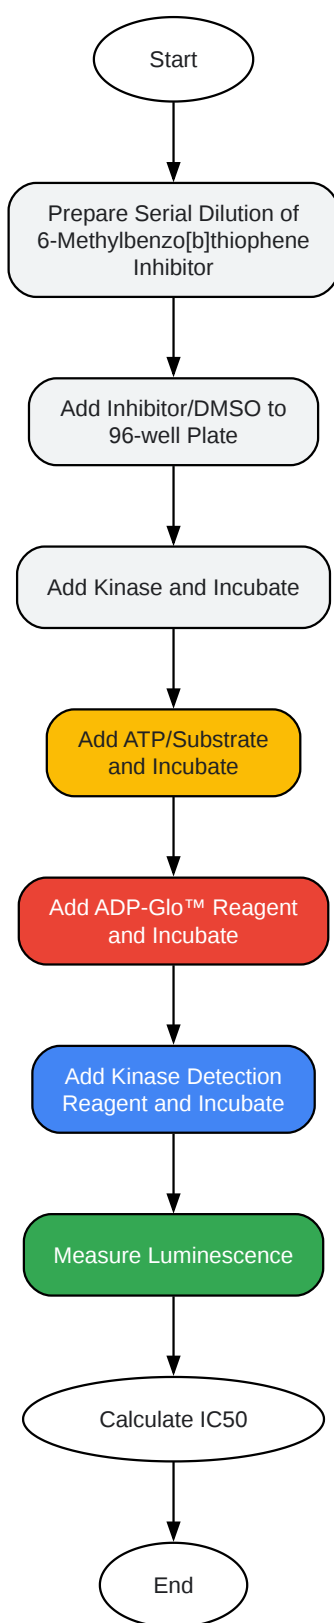 Start
Prepare Serial Dilution of
6-Methylbenzo[b]thiophene
Inhibitor
Add Inhibitor/DMSO to
96-well Plate
Add Kinase and Incubate
Add ATP/Substrate
and Incubate
Add ADP-Glo™ Reagent
and Incubate
Add Kinase Detection
Reagent and Incubate
Measure Luminescence
Calculate IC50
End